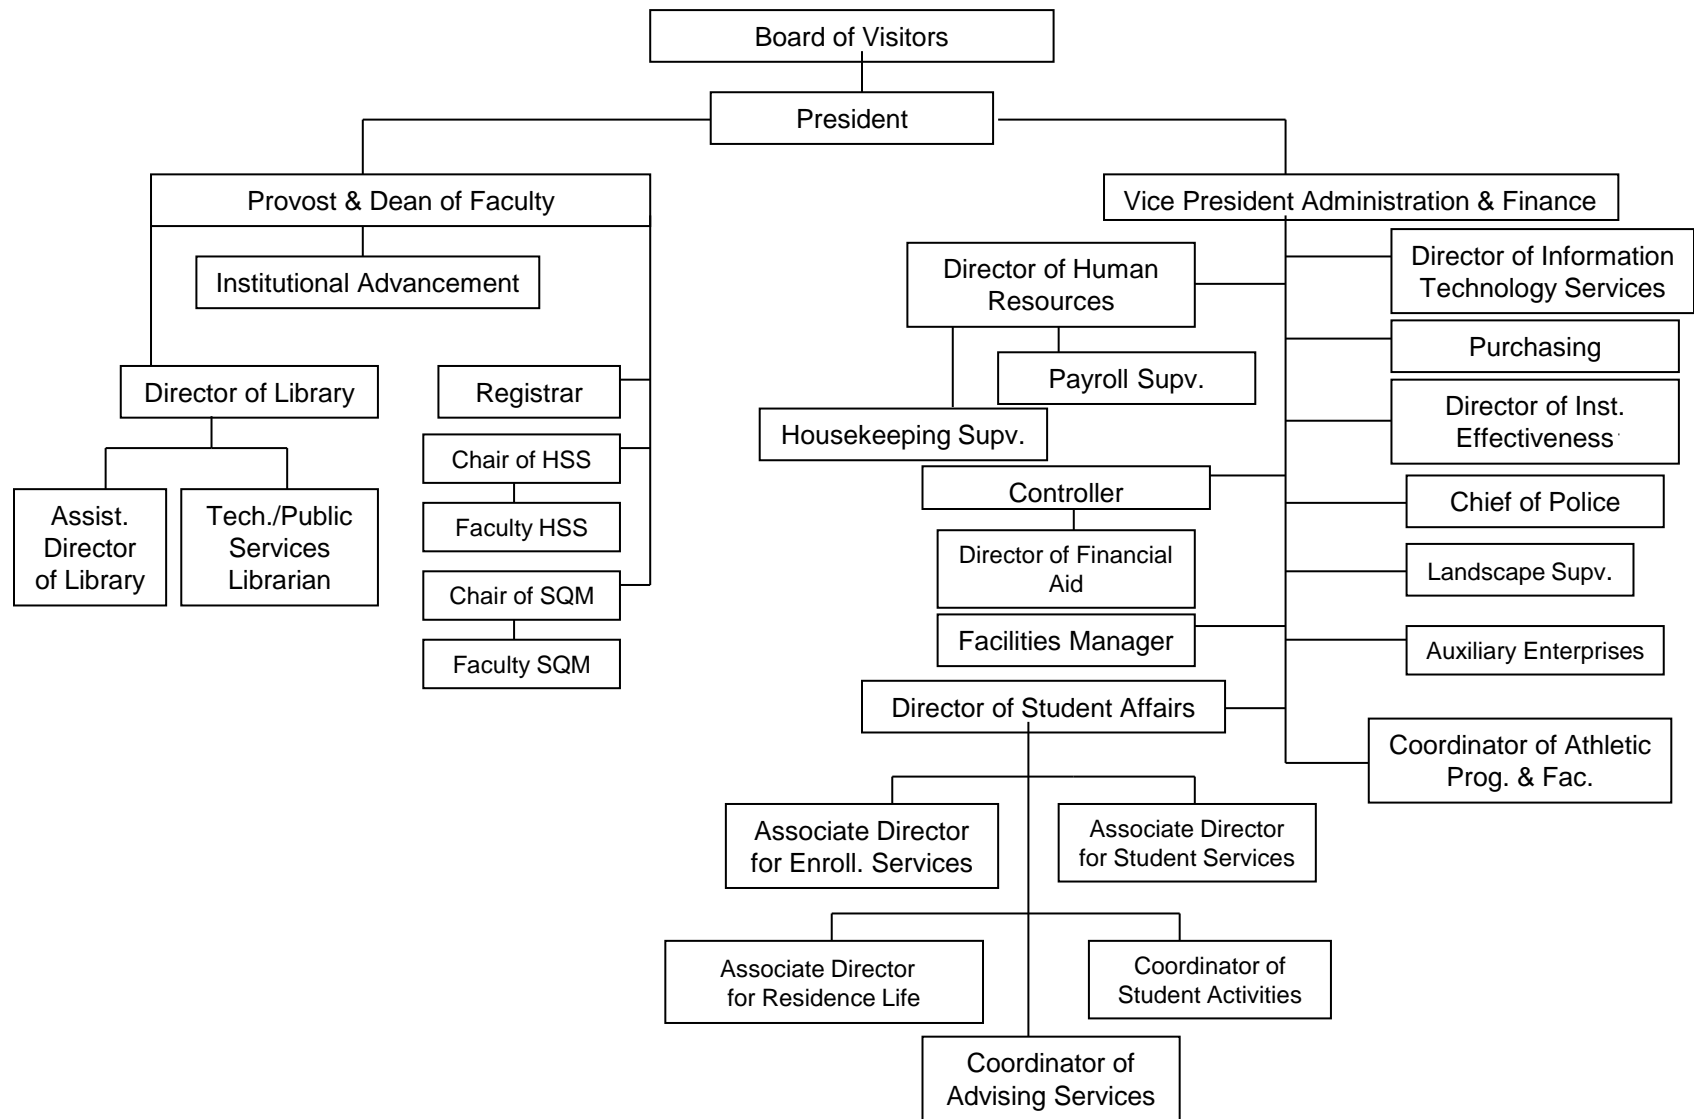 Board of Visitors
President
Provost & Dean of Faculty
Vice President Administration & Finance
Institutional Advancement
Director of Human
Resources
Director of Information
Technology Services
Purchasing
Director of Library
Registrar
Payroll Supv.
Housekeeping Supv.
Director of Inst.
Effectiveness
Chair of HSS
Controller
Chief of Police
Assist.
Director
of Library
Tech./Public
Services
Librarian
Faculty HSS
Director of Financial
Aid
Landscape Supv.
Chair of SQM
Facilities Manager
Auxiliary Enterprises
Faculty SQM
Director of Student Affairs
Coordinator of Athletic
Prog. & Fac.
Associate Director
for Enroll. Services
Associate Director
for Student Services
Associate Director
for Residence Life
Coordinator of
Student Activities
Coordinator of
Advising Services